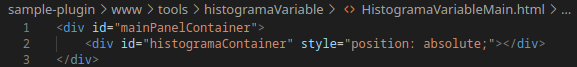 sample-plugin > www > tools > histogramaVariable > <> HistogramaVariableMain.html > ...
1 <div id="mainPanelContainer">
2 <div id="histogramaContainer" style="position: absolute;"></div>
3 </div>